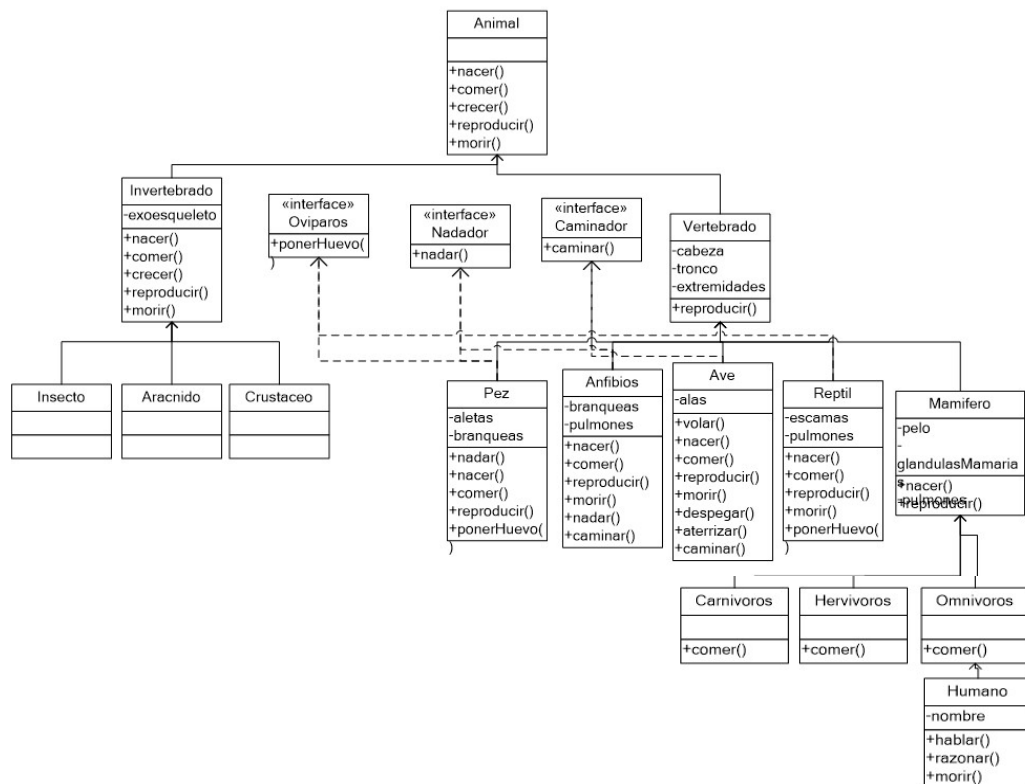 Animal
+nacer()
+comer()
+crecer()
+reproducir()
+morir()
Invertebrado
-exoesqueleto
+nacer()
+comer()
+crecer()
+reproducir()
+morir()
«interface»
Oviparos
+ponerHuevo(
)
«interface»
Nadador
+nadar()
«interface»
Caminador
+caminar()
Vertebrado
-cabeza
-tronco
-extremidades
+reproducir()
Insecto
Aracnido
Crustaceo
Pez
-aletas
-branqueas
+nadar()
+nacer()
+comer()
+reproducir()
+ponerHuevo(
)
Anfibios
-branqueas
-pulmones
+nacer()
+comer()
+reproducir()
+morir()
+nadar()
+caminar()
Ave
-alas
+volar()
+nacer()
+comer()
+reproducir()
+morir()
+despegar()
+aterrizar()
+caminar()
Reptil
-escamas
-pulmones
+nacer()
+comer()
+reproducir()
+morir()
+ponerHuevo(
)
Mamifero
-pelo
-
glandulasMamaria
s
-pulmones
+nacer()
+reproducir()
Carnivoros
+comer()
Hervivoros
+comer()
Omnivoros
+comer()
Humano
-nombre
+hablar()
+razonar()
+morir()